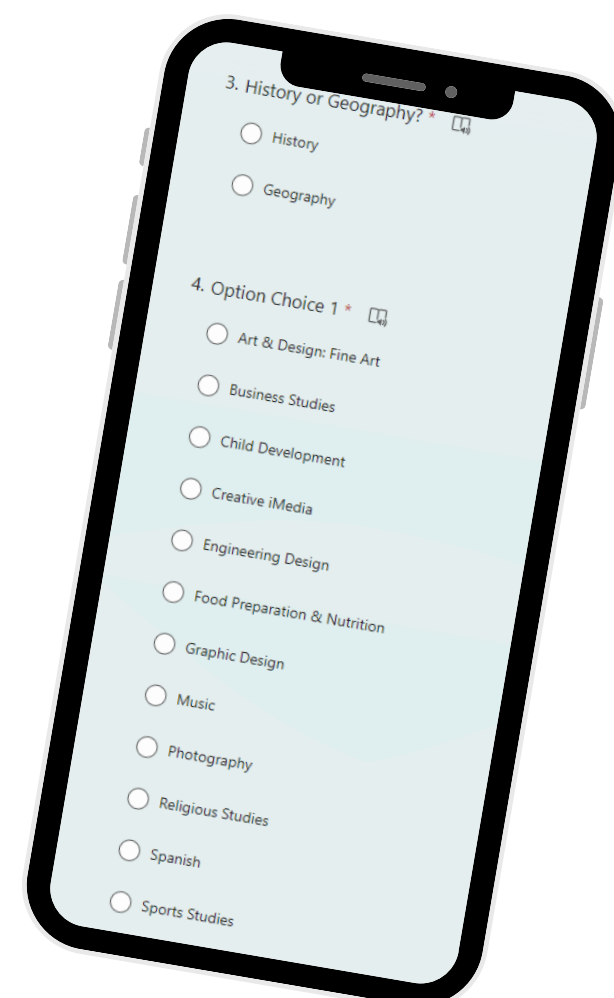 3. History or Geography? *
History
Geography
4. Option Choice 1 *
Art & Design: Fine Art
Business Studies
Child Development
Creative iMedia
Engineering Design
Food Preparation & Nutrition
Graphic Design
Music
Photography
Religious Studies
Spanish
Sports Studies